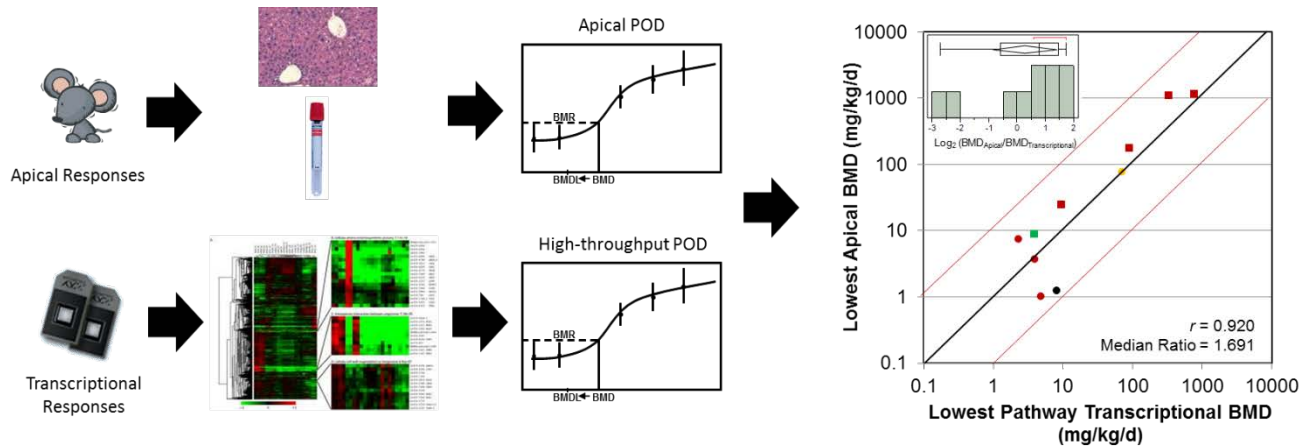 Apical Responses
Apical POD
BMR
BMDL
BMD
Transcriptional
Responses
High-throughput POD
BMR
BMDL
BMD
Lowest Apical BMD (mg/kg/d)
10000
1000
100
10
1
0.1
-3 -2 -1 0 1 2
Log2 (BMDApical/BMDTranscriptional)
r = 0.920
Median Ratio = 1.691
0.1 1 10 100 1000 10000
Lowest Pathway Transcriptional BMD
(mg/kg/d)